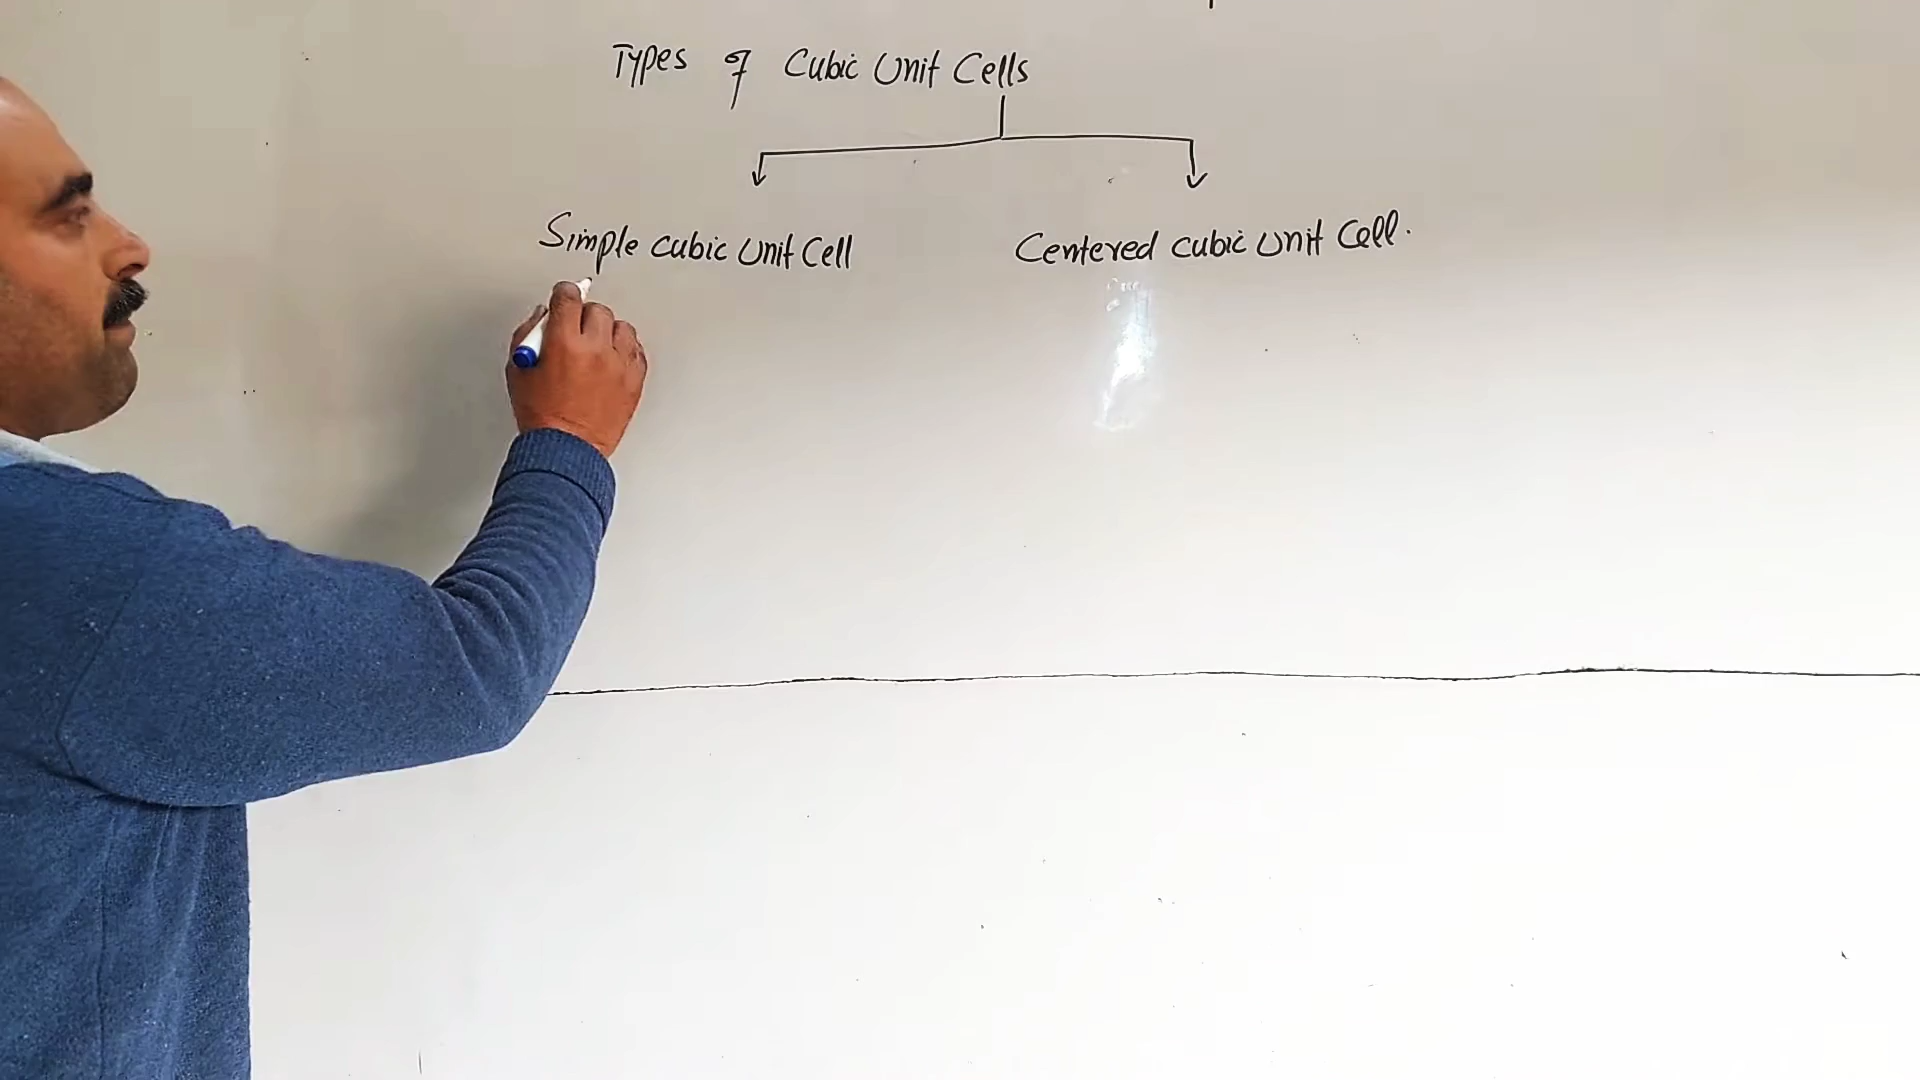 Types of Cubic Unit Cells
Simple cubic Unit Cell
Centered cubic Unit Cell.